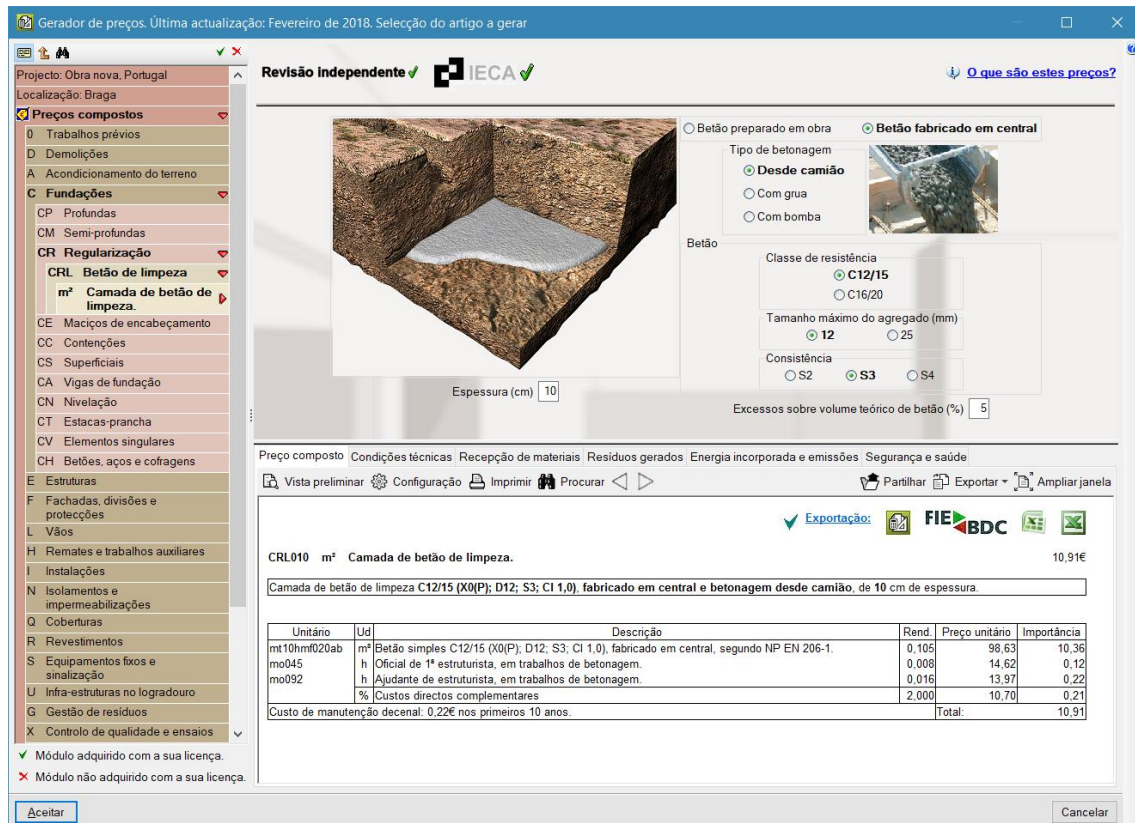 Gerador de preços. Última actualização: Fevereiro de 2018. Selecção do artigo a gerar
Projecto: Obra nova, Portugal
Localização: Braga
Preços compostos
0 Trabalhos prévios
D Demolições
A Acondicionamento do terreno
C Fundações
CP Profundas
CM Semi-profundas
CR Regularização
CRL Betão de limpeza
m² Camada de betão de
limpeza.
CE Maciços de encabeçamento
CC Contenções
CS Superficiais
CA Vigas de fundação
CN Nivelação
CT Estacas-prancha
CV Elementos singulares
CH Betões, aços e cofragens
E Estruturas
F Fachadas, divisões e
protecções
L Vãos
H Remates e trabalhos auxiliares
I Instalações
N Isolamentos e
impermeabilizações
Q Coberturas
R Revestimentos
S Equipamentos fixos e
sinalização
U Infra-estruturas no logradouro
G Gestão de resíduos
X Controlo de qualidade e ensaios
Módulo adquirido com a sua licença.
Módulo não adquirido com a sua licença.
Revisão independente IECA
O que são estes preços?
Betão preparado em obra Betão fabricado em central
Tipo de betonagem
Desde camião
Com grua
Com bomba
Betão
Classe de resistência
C12/15
C16/20
Tamanho máximo do agregado (mm)
12 25
Consistência
S2 S3 S4
Espessura (cm) 10
Excessos sobre volume teórico de betão (%) 5
Preço composto Condições técnicas Recepção de materiais Resíduos gerados Energia incorporada e emissões Segurança e saúde
Vista preliminar Configuração Imprimir Procurar Partilhar Exportar Ampliar janela
Exportação: FIE BDC
CRL010 m² Camada de betão de limpeza. 10,91€
Camada de betão de limpeza C12/15 (X0(P); D12; S3; Cl 1,0), fabricado em central e betonagem desde camião, de 10 cm de espessura.
Unitário Ud Descrição Rend. Preço unitário Importância
mt10hmf020ab m³ Betão simples C12/15 (X0(P); D12; S3; Cl 1,0), fabricado em central, segundo NP EN 206-1. 0,105 98,63 10,36
mo045 h Oficial de 1ª estruturista, em trabalhos de betonagem. 0,008 14,62 0,12
mo092 h Ajudante de estruturista, em trabalhos de betonagem. 0,016 13,97 0,22
% Custos directos complementares 2,000 10,70 0,21
Custo de manutenção decenal: 0,22€ nos primeiros 10 anos. Total: 10,91
Aceitar Cancelar